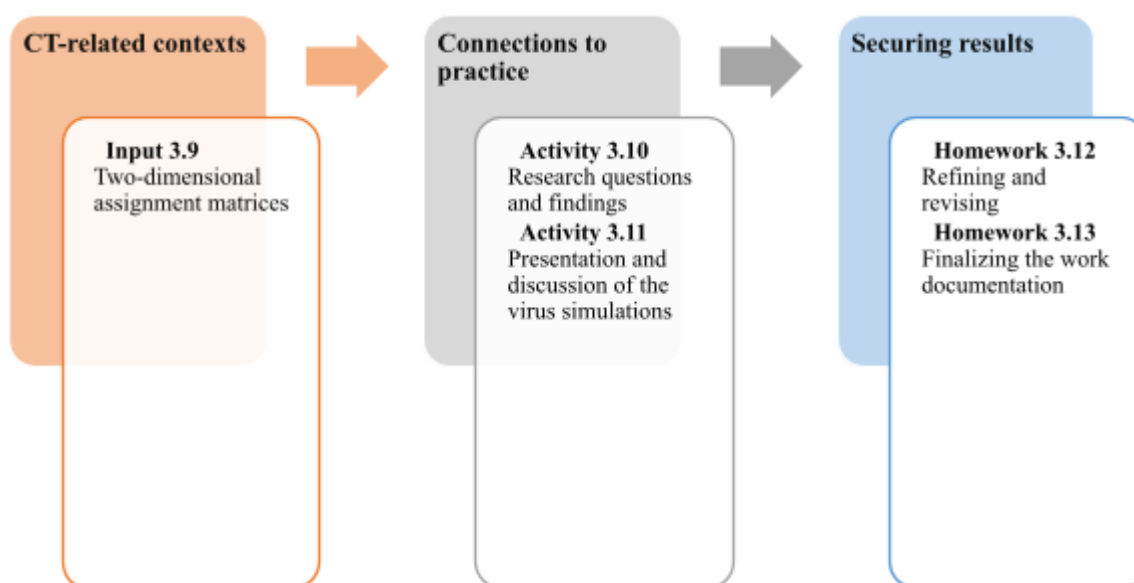 CT-related contexts
Input 3.9
Two-dimensional
assignment matrices
Connections to
practice
Activity 3.10
Research questions
and findings
Activity 3.11
Presentation and
discussion of the
virus simulations
Securing results
Homework 3.12
Refining and
revising
Homework 3.13
Finalizing the work
documentation